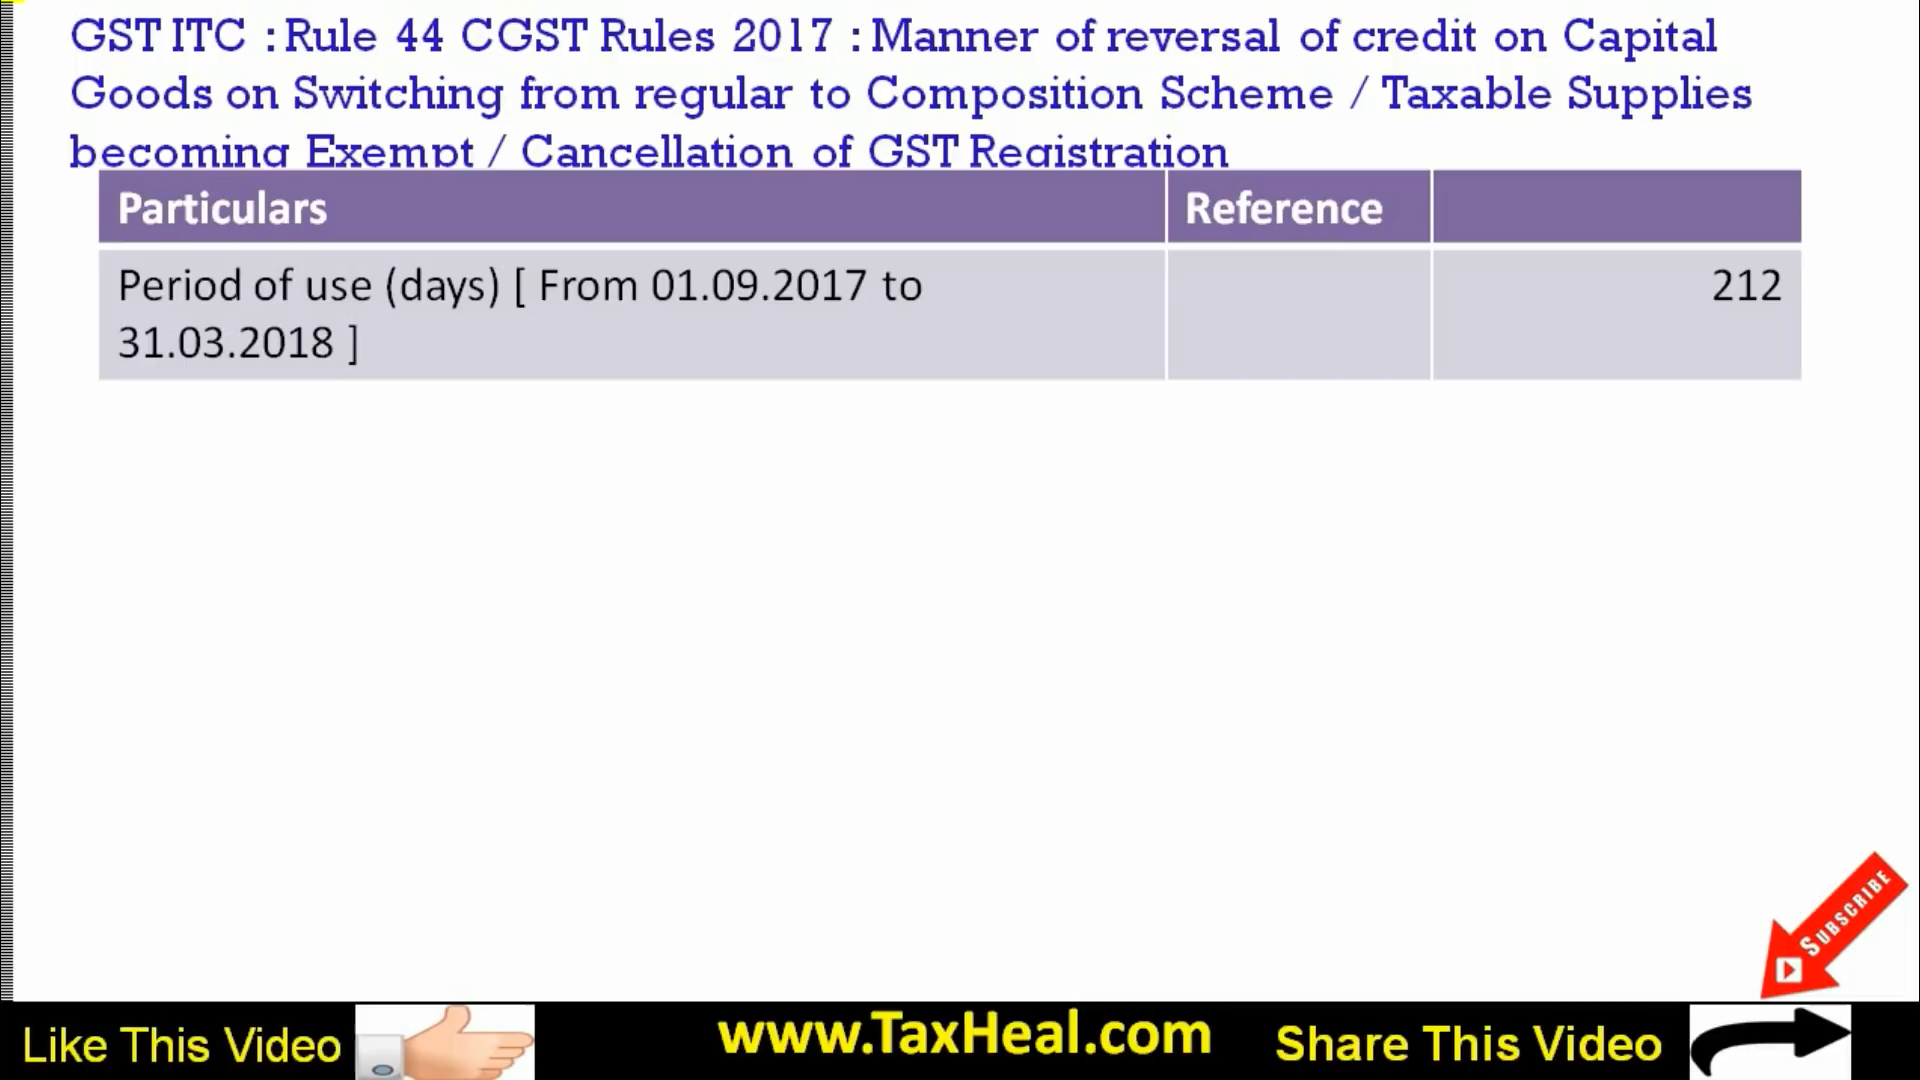 GST ITC : Rule 44 CGST Rules 2017 : Manner of reversal of credit on Capital
Goods on Switching from regular to Composition Scheme / Taxable Supplies
becoming Exempt / Cancellation of GST Registration
Particulars Reference
Period of use (days) [ From 01.09.2017 to 212
31.03.2018 ]
SUBSCRIBE
Like This Video www.TaxHeal.com Share This Video